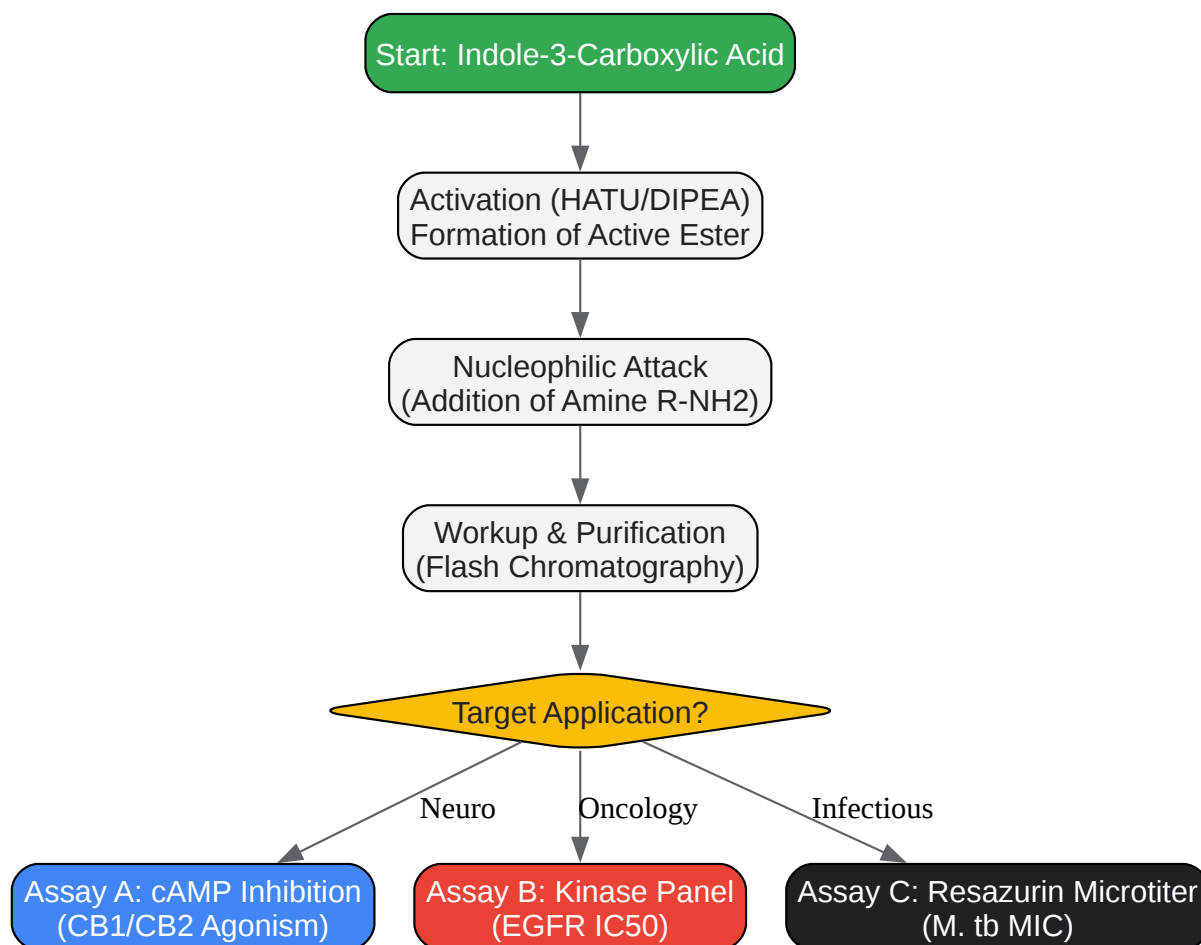 Start: Indole-3-Carboxylic Acid
Activation (HATU/DIPEA)
Formation of Active Ester
Nucleophilic Attack
(Addition of Amine R-NH2)
Workup & Purification
(Flash Chromatography)
Target Application?
Neuro
Oncology
Infectious
Assay A: cAMP Inhibition
(CB1/CB2 Agonism)
Assay B: Kinase Panel
(EGFR IC50)
Assay C: Resazurin Microtiter
(M. tb MIC)